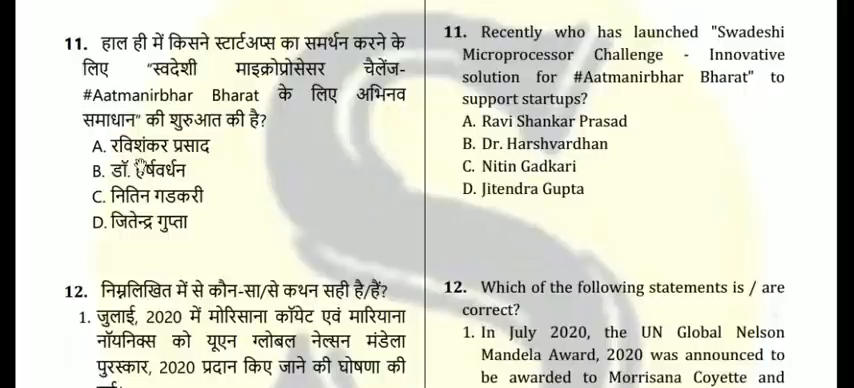 11. हाल ही में किसने स्टार्टअप्स का समर्थन करने के
लिए "स्वदेशी माइक्रोप्रोसेसर चैलेंज-
#Aatmanirbhar Bharat के लिए अभिनव
समाधान" की शुरुआत की है?
A. रविशंकर प्रसाद
B. डॉ. हर्षवर्धन
C. नितिन गडकरी
D. जितेन्द्र गुप्ता
12. निम्नलिखित में से कौन-सा/से कथन सही है/हैं?
1. जुलाई, 2020 में मोरिसाना कॉयेट एवं मारियाना
नॉयनिक्स को यूएन ग्लोबल नेल्सन मंडेला
पुरस्कार, 2020 प्रदान किए जाने की घोषणा की
11. Recently who has launched "Swadeshi
Microprocessor Challenge - Innovative
solution for #Aatmanirbhar Bharat" to
support startups?
A. Ravi Shankar Prasad
B. Dr. Harshvardhan
C. Nitin Gadkari
D. Jitendra Gupta
12. Which of the following statements is / are
correct?
1. In July 2020, the UN Global Nelson
Mandela Award, 2020 was announced to
be awarded to Morrisana Coyette and